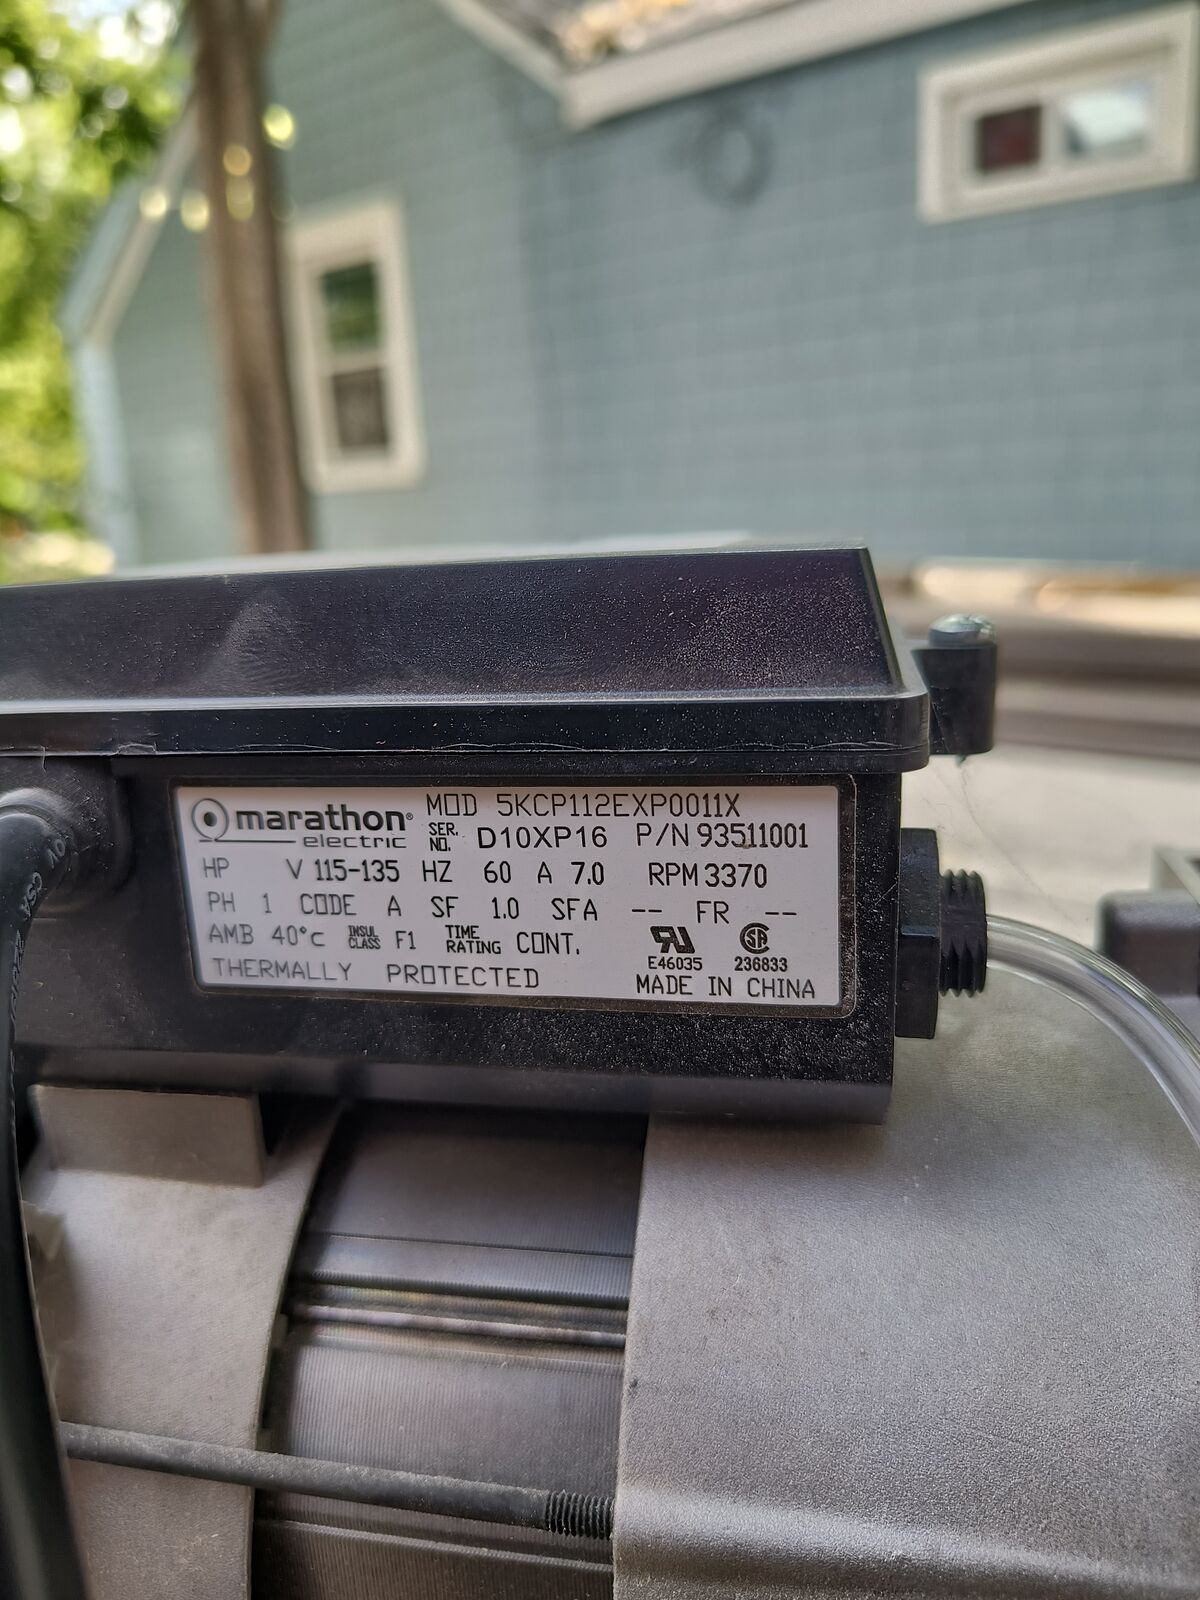 marathon® electric MOD 5KCP112EXP0011X
SER. NO. D10XP16 P/N 93511001
HP V 115-135 HZ 60 A 7.0 RPM 3370
PH 1 CODE A SF 1.0 SFA -- FR --
AMB 40°C INSUL CLASS F1 TIME RATING CONT.
E46035 236833
THERMALLY PROTECTED MADE IN CHINA
CSA